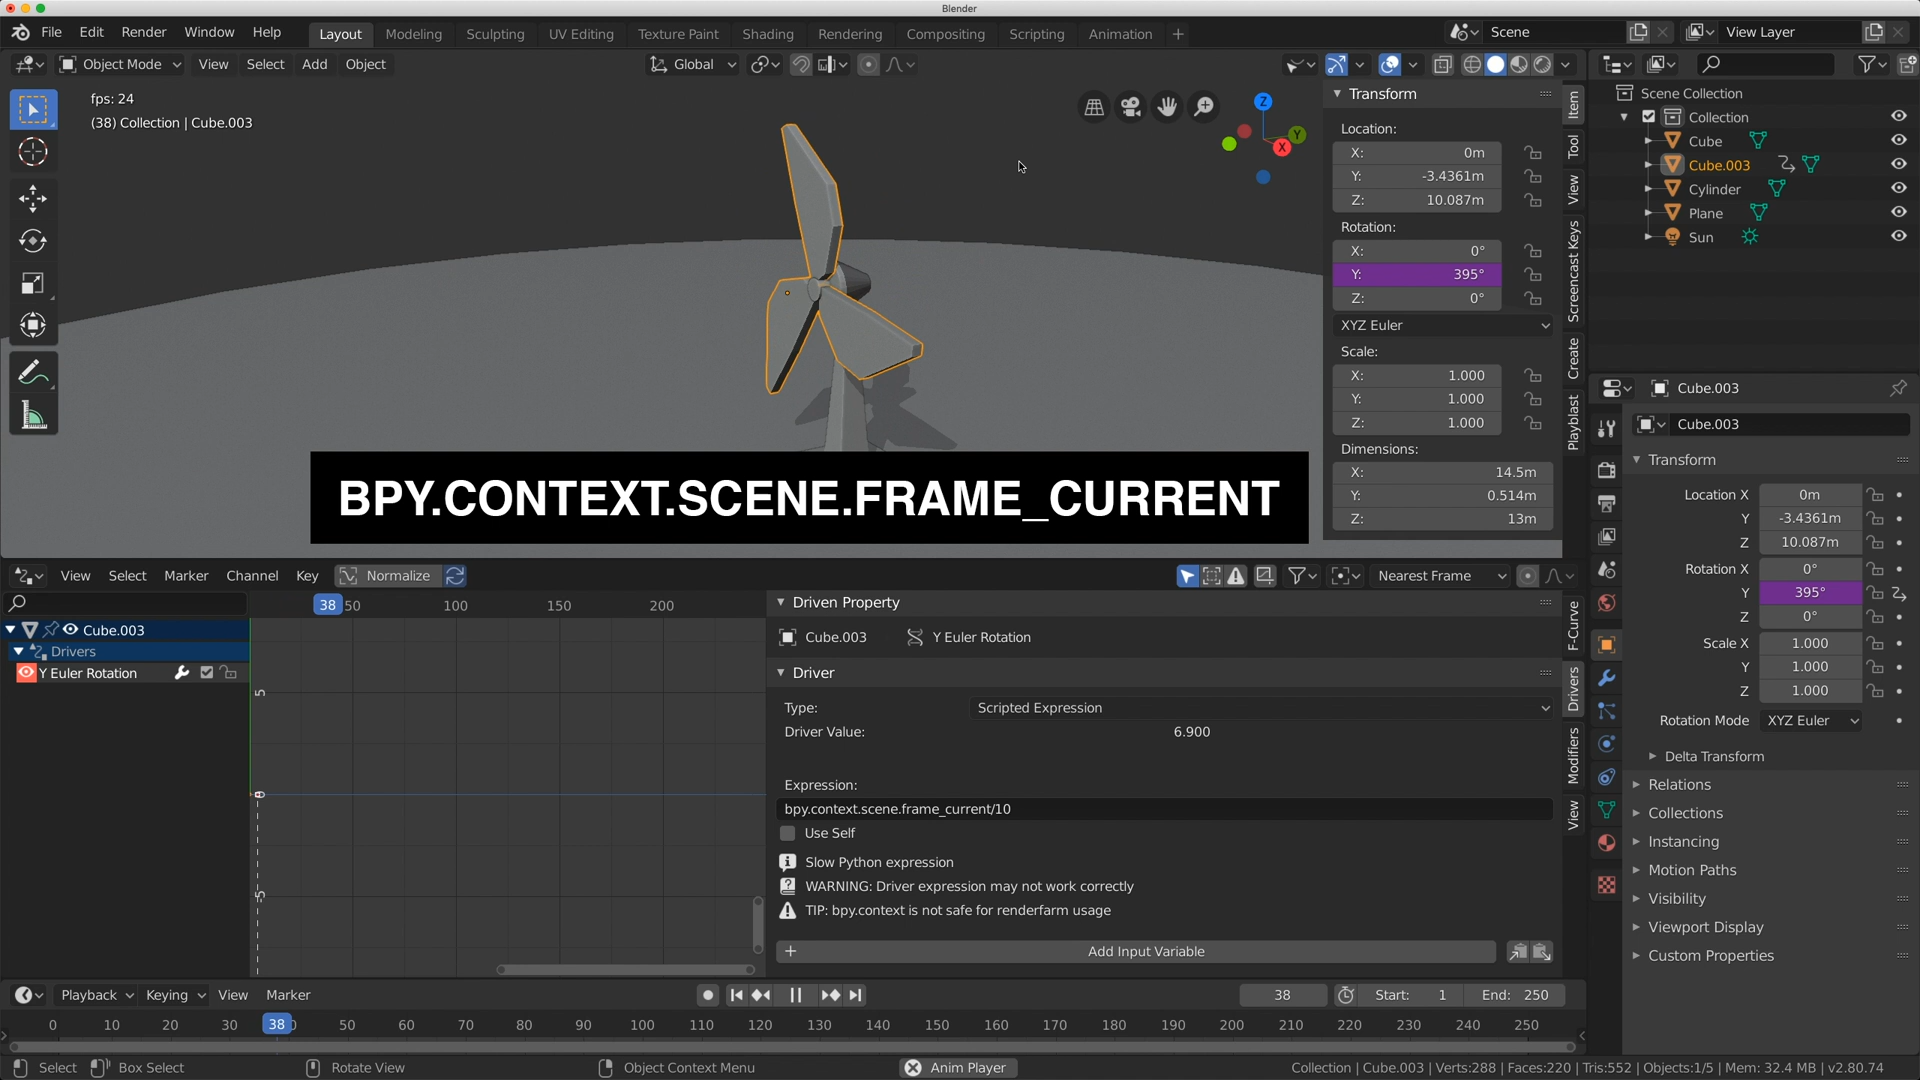 Blender
File Edit Render Window Help Layout Modeling Sculpting UV Editing Texture Paint Shading Rendering Compositing Scripting Animation + Scene View Layer
Object Mode View Select Add Object Global
fps: 24
(38) Collection | Cube.003
Z
Y
X
Transform
Location:
X: 0m
Y: -3.4361m
Z: 10.087m
Rotation:
X: 0°
Y: 395°
Z: 0°
XYZ Euler
Scale:
X: 1.000
Y: 1.000
Z: 1.000
Dimensions:
X: 14.5m
Y: 0.514m
Z: 13m
Item
Tool
View
Screencast Keys
Create
Playblast
Scene Collection
Collection
Cube
Cube.003
Cylinder
Plane
Sun
BPY.CONTEXT.SCENE.FRAME_CURRENT
Cube.003
Cube.003
Transform
Location X 0m
Y -3.4361m
Z 10.087m
Rotation X 0°
Y 395°
Z 0°
Scale X 1.000
Y 1.000
Z 1.000
Rotation Mode XYZ Euler
Delta Transform
Relations
Collections
Instancing
Motion Paths
Visibility
Viewport Display
Custom Properties
View Select Marker Channel Key Normalize Nearest Frame
38 50 100 150 200
Cube.003
Drivers
Y Euler Rotation
5
0
-5
Driven Property
Cube.003 Y Euler Rotation
Driver
Type: Scripted Expression
Driver Value: 6.900
Expression:
bpy.context.scene.frame_current/10
Use Self
Slow Python expression
WARNING: Driver expression may not work correctly
TIP: bpy.context is not safe for renderfarm usage
+ Add Input Variable
F-Curve
Drivers
Modifiers
View
Playback Keying View Marker 38 Start: 1 End: 250
0 10 20 30 38 50 60 70 80 90 100 110 120 130 140 150 160 170 180 190 200 210 220 230 240 250
Select Box Select Rotate View Object Context Menu Anim Player Collection | Cube.003 | Verts:288 | Faces:220 | Tris:552 | Objects:1/5 | Mem: 32.4 MB | v2.80.74